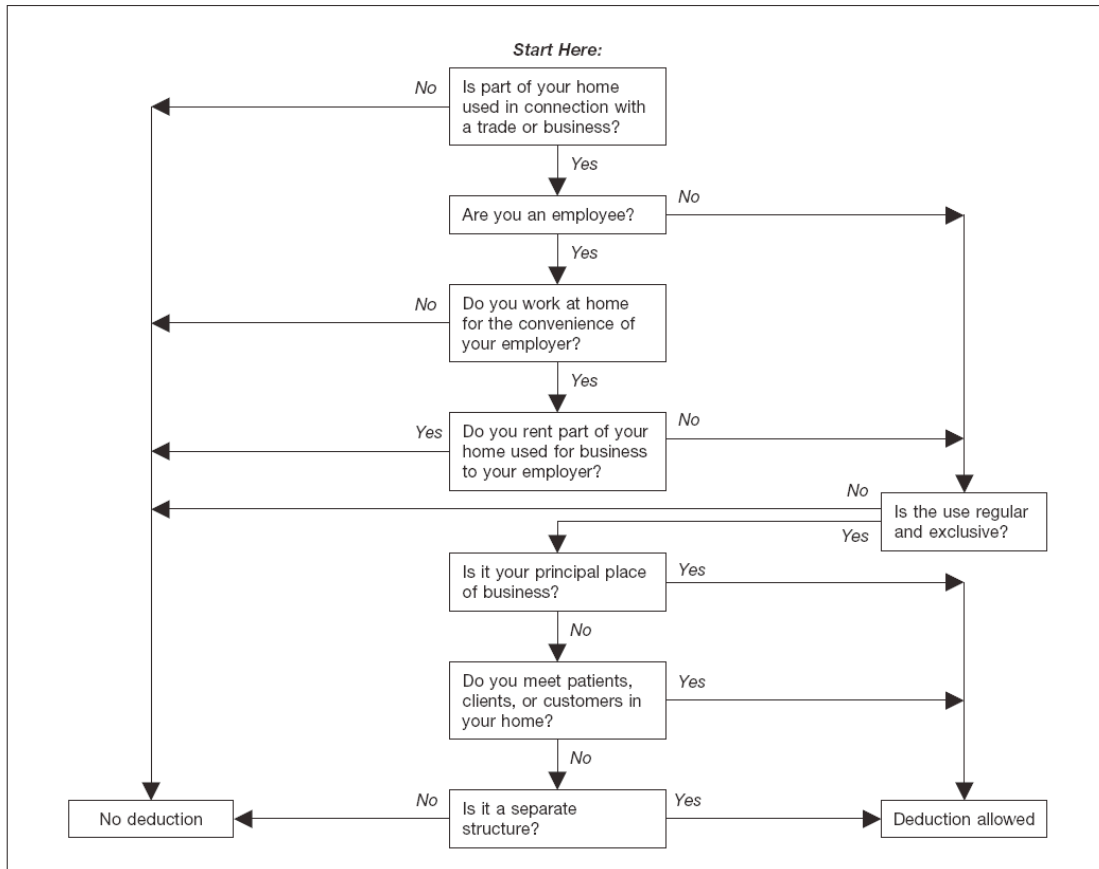 Start Here:
No
Is part of your home
used in connection with
a trade or business?
Yes
No
Are you an employee?
Yes
No
Do you work at home
for the convenience of
your employer?
Yes
Yes
Do you rent part of your
home used for business
to your employer?
No
No
Is the use regular
and exclusive?
Yes
Is it your principal place
of business?
Yes
No
Do you meet patients,
clients, or customers in
your home?
Yes
No
No
Is it a separate
structure?
Yes
No deduction
Deduction allowed